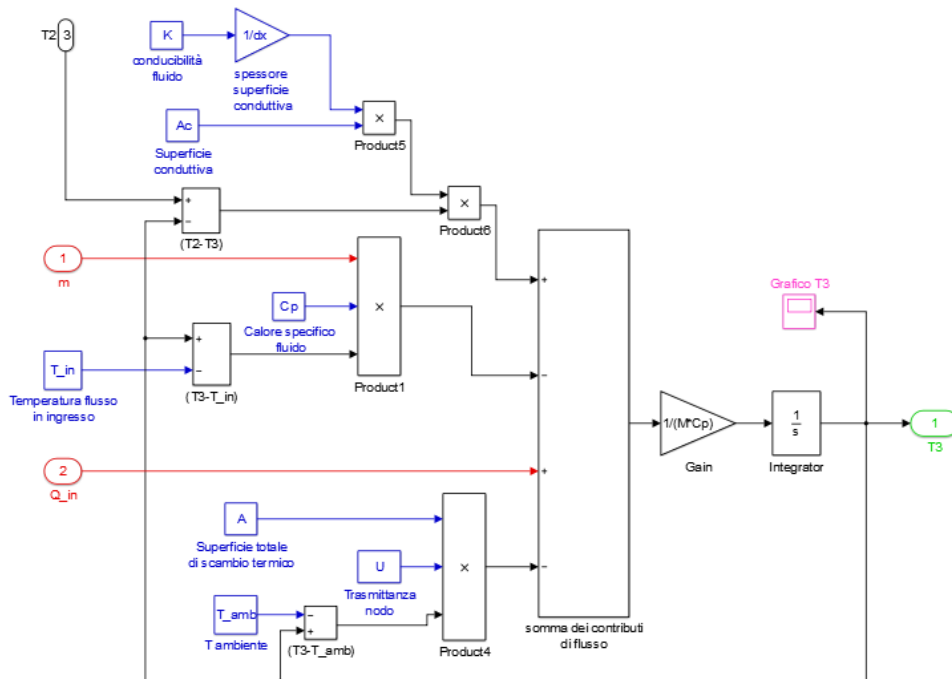 T2 3
K
conducibilità
fluido
1/dx
spessore
superficie
conduttiva
Ac
Superficie
conduttiva
×
Product5
+
−
(T2-T3)
×
Product6
1
m
Cp
Calore specifico
fluido
×
Product1
+
−
(T3-T_in)
T_in
Temperatura flusso
in ingresso
2
Q_in
A
Superficie totale
di scambio termico
U
Trasmittanza
nodo
×
Product4
T_amb
T ambiente
−
+
(T3-T_amb)
+
−
+
−
somma dei contributi
di flusso
1/(M*Cp)
Gain
1
s
Integrator
Grafico T3
1
T3